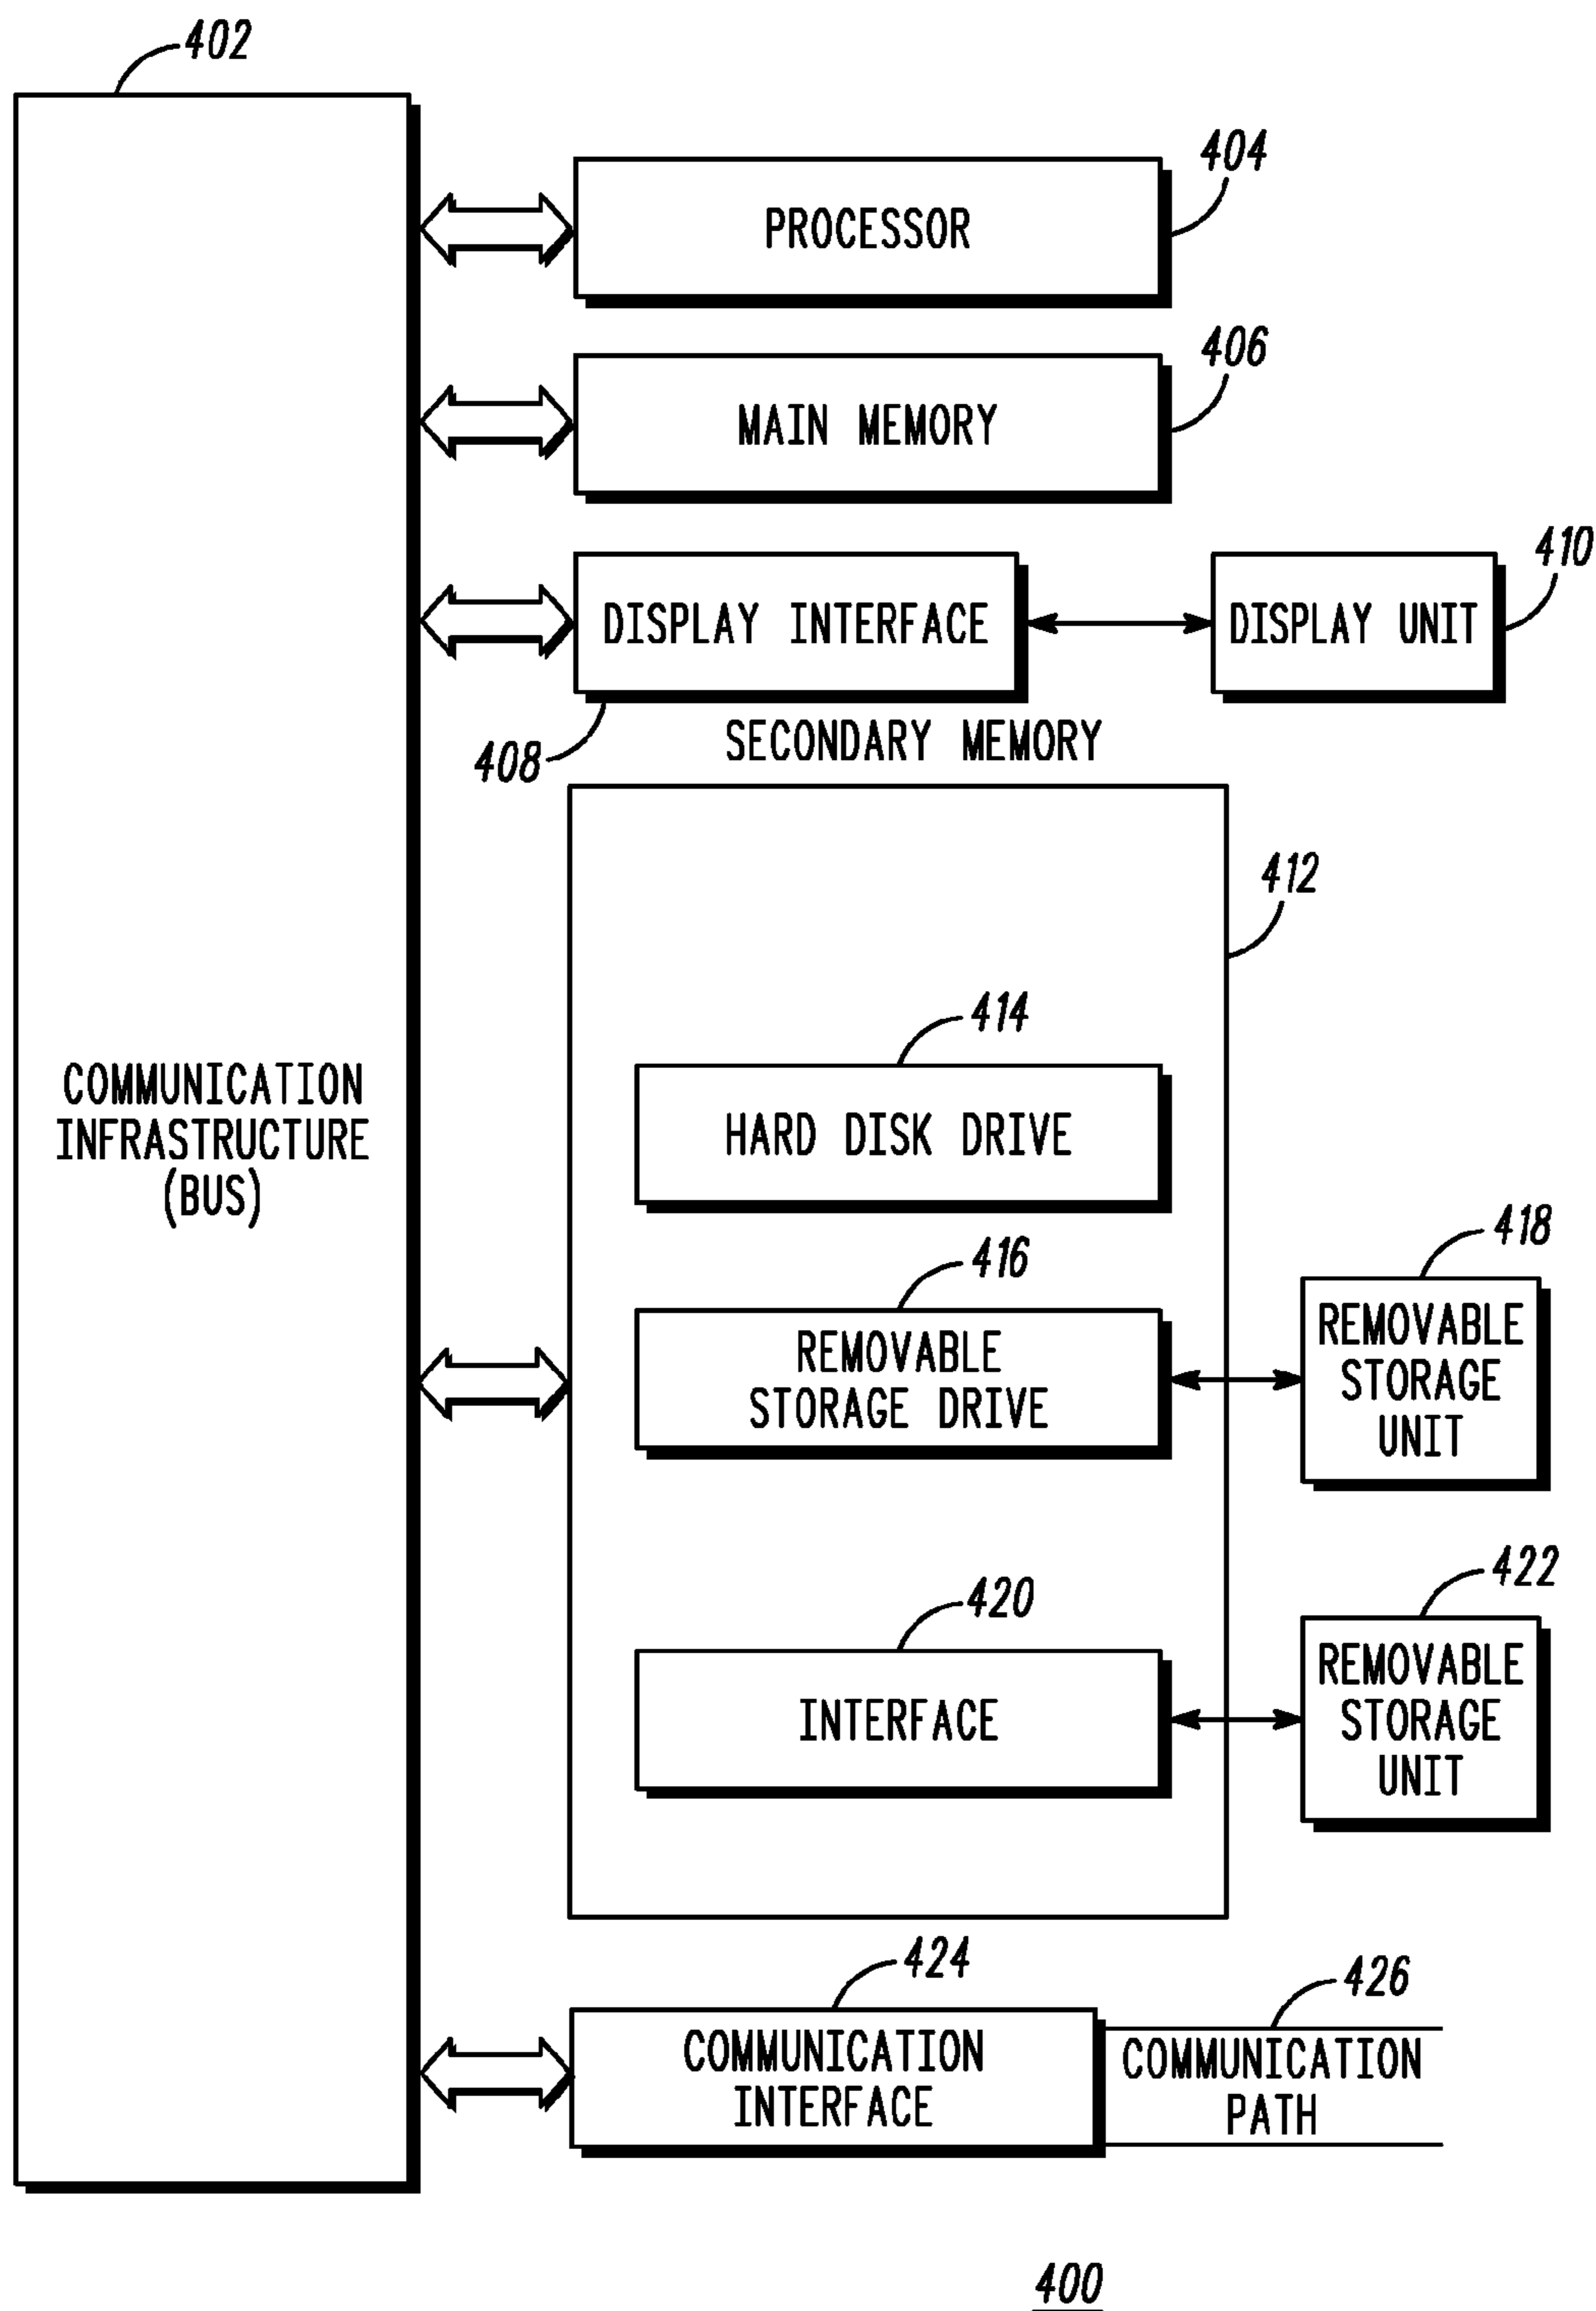 402
404
PROCESSOR
406
MAIN MEMORY
410
DISPLAY INTERFACE
DISPLAY UNIT
408
SECONDARY MEMORY
412
414
HARD DISK DRIVE
COMMUNICATION
INFRASTRUCTURE
(BUS)
416
418
REMOVABLE
STORAGE DRIVE
REMOVABLE
STORAGE
UNIT
420
422
INTERFACE
REMOVABLE
STORAGE
UNIT
424
426
COMMUNICATION
INTERFACE
COMMUNICATION
PATH
400